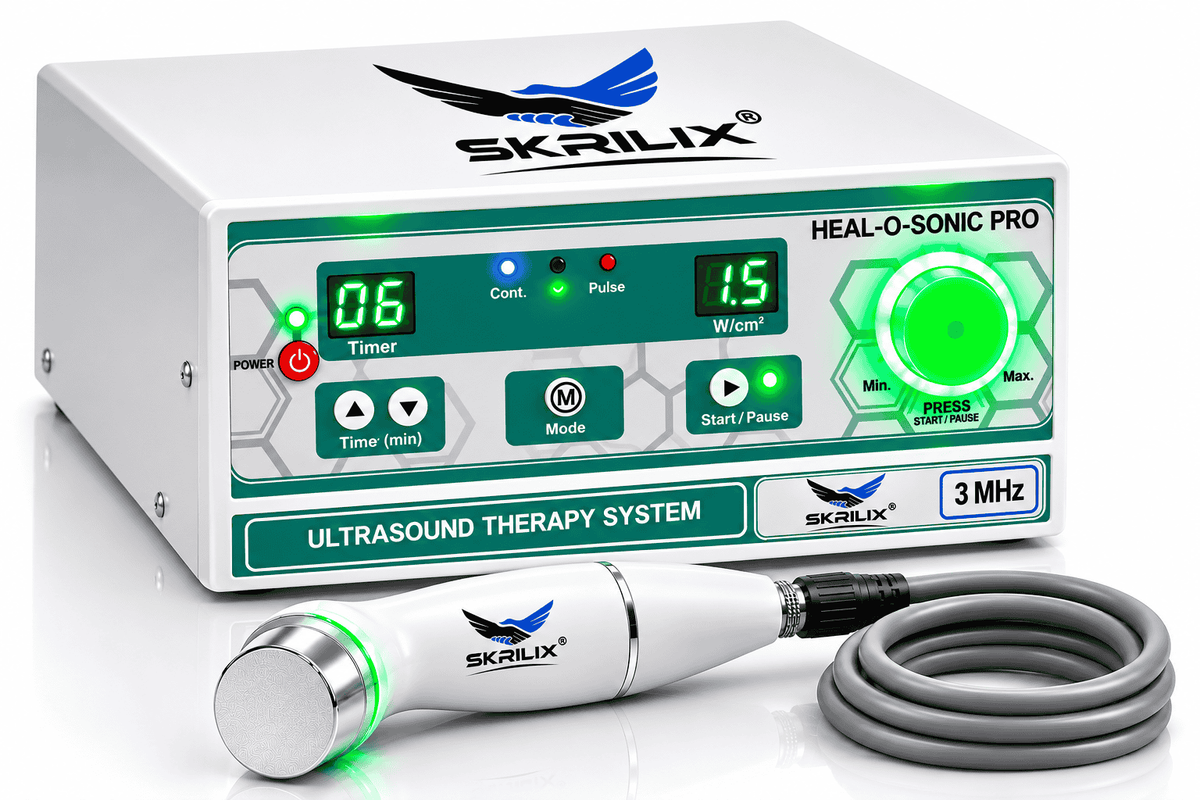 SKRILIX®
HEAL-O-SONIC PRO
06
Timer
Cont.
Pulse
1.5
W/cm²
POWER
Time (min)
M
Mode
Start / Pause
Min.
Max.
PRESS
START / PAUSE
ULTRASOUND THERAPY SYSTEM
SKRILIX®
3 MHz
SKRILIX®